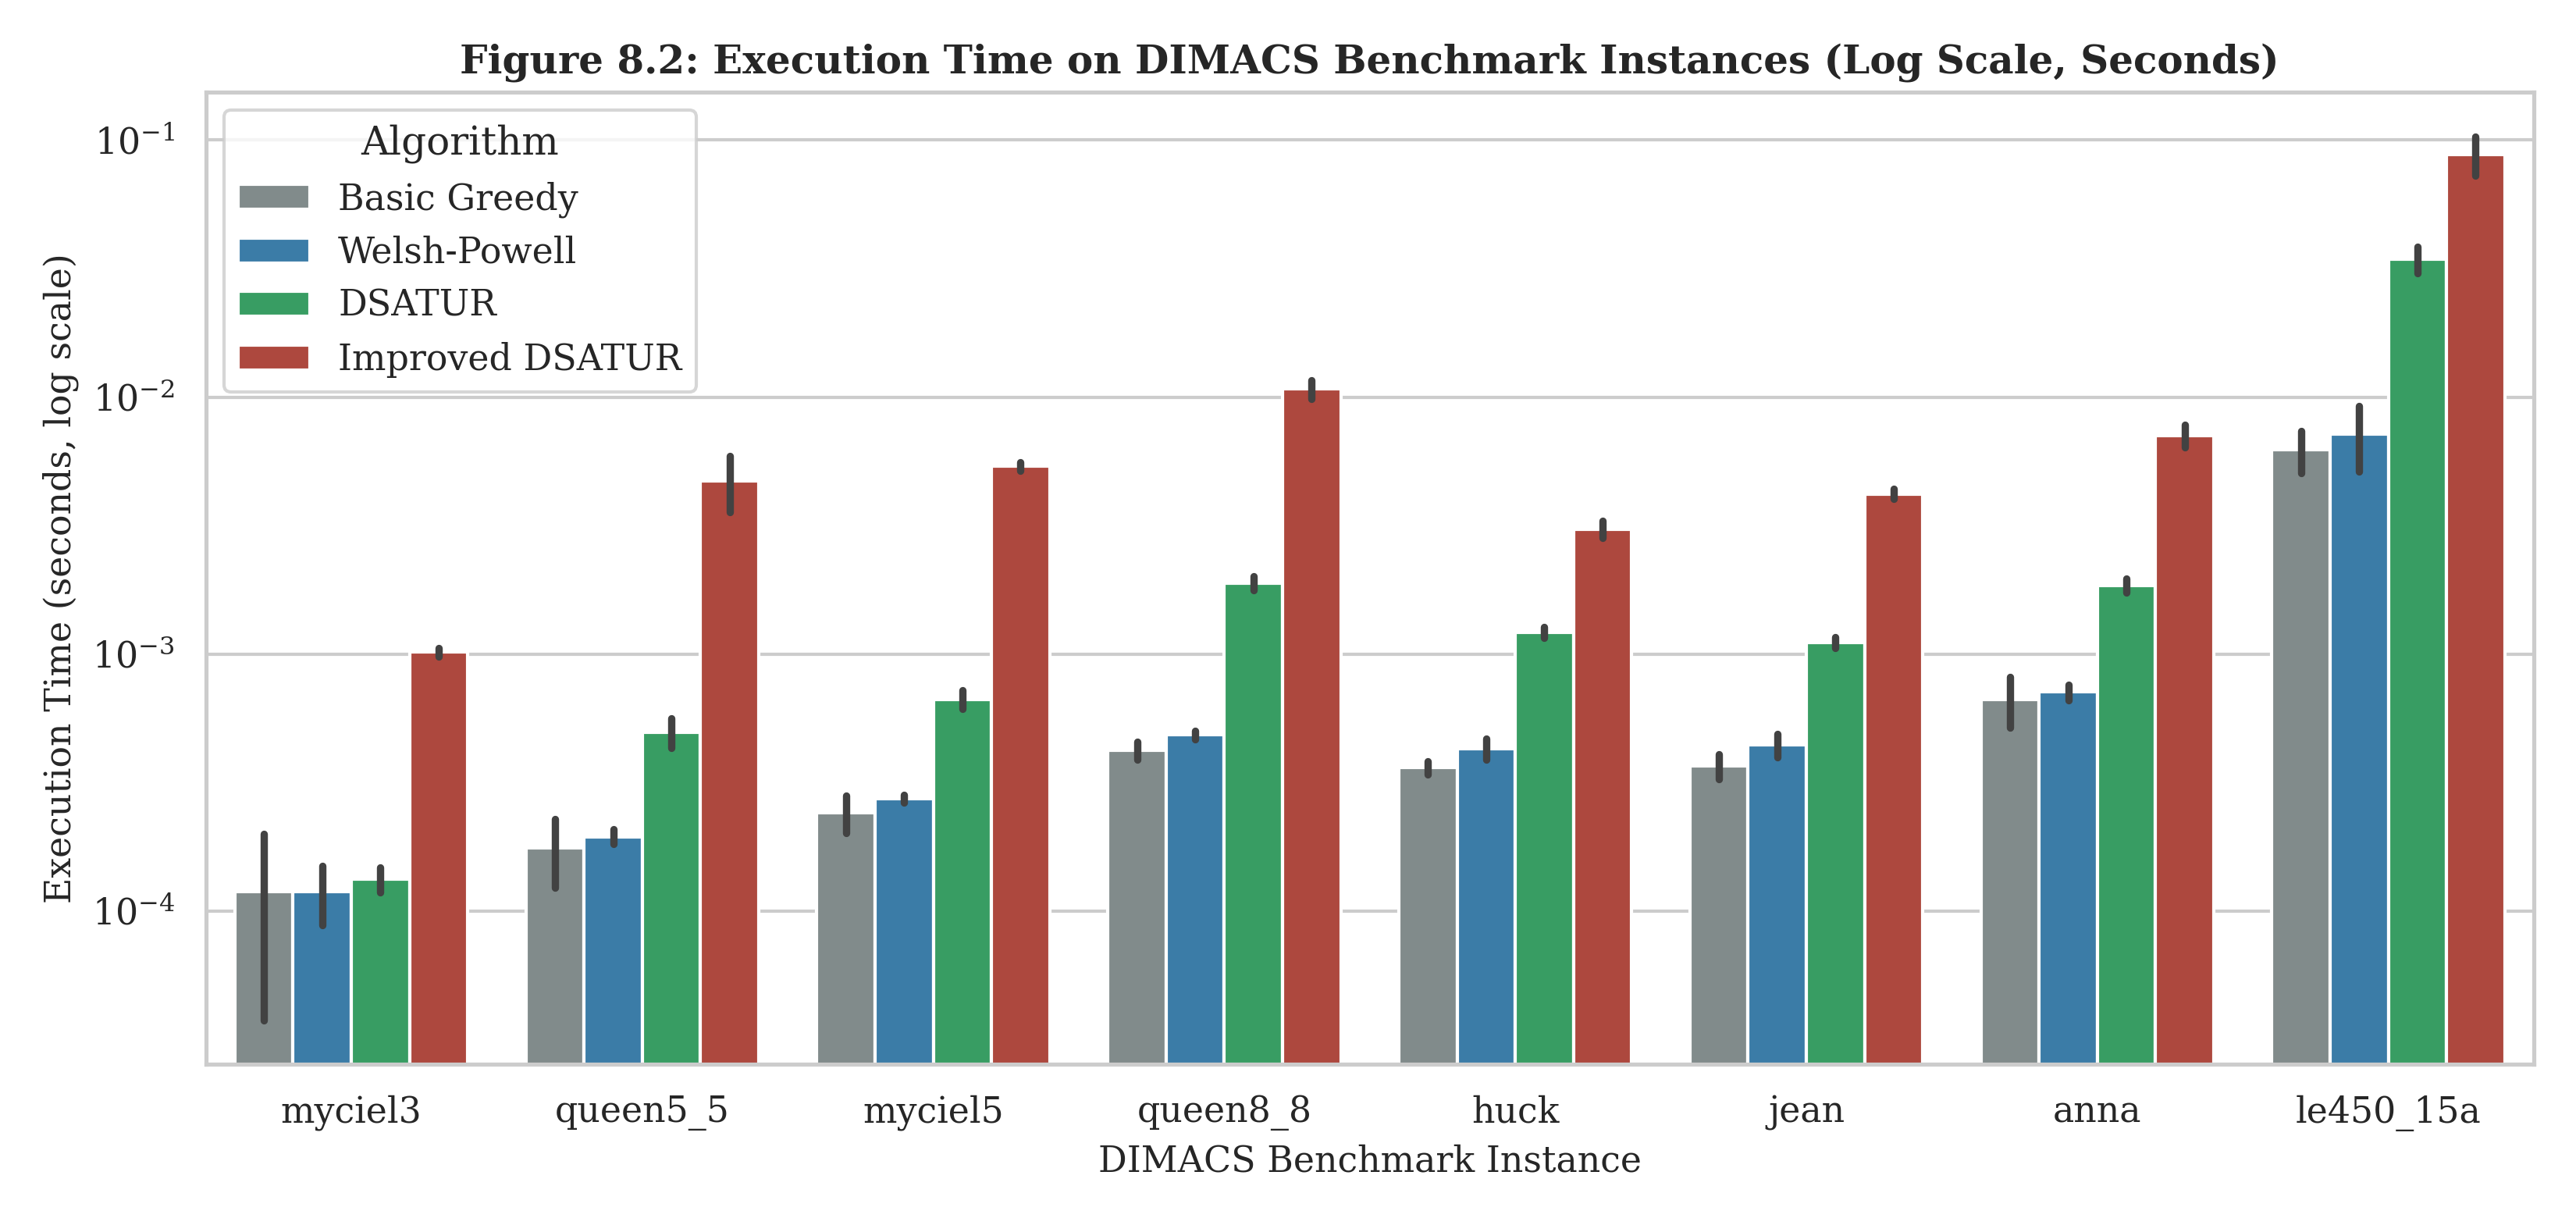 Figure 8.2: Execution Time on DIMACS Benchmark Instances (Log Scale, Seconds)
Algorithm
Basic Greedy
Welsh-Powell
DSATUR
Improved DSATUR
Execution Time (seconds, log scale)
10⁻¹
10⁻²
10⁻³
10⁻⁴
myciel3 queen5_5 myciel5 queen8_8 huck jean anna le450_15a
DIMACS Benchmark Instance